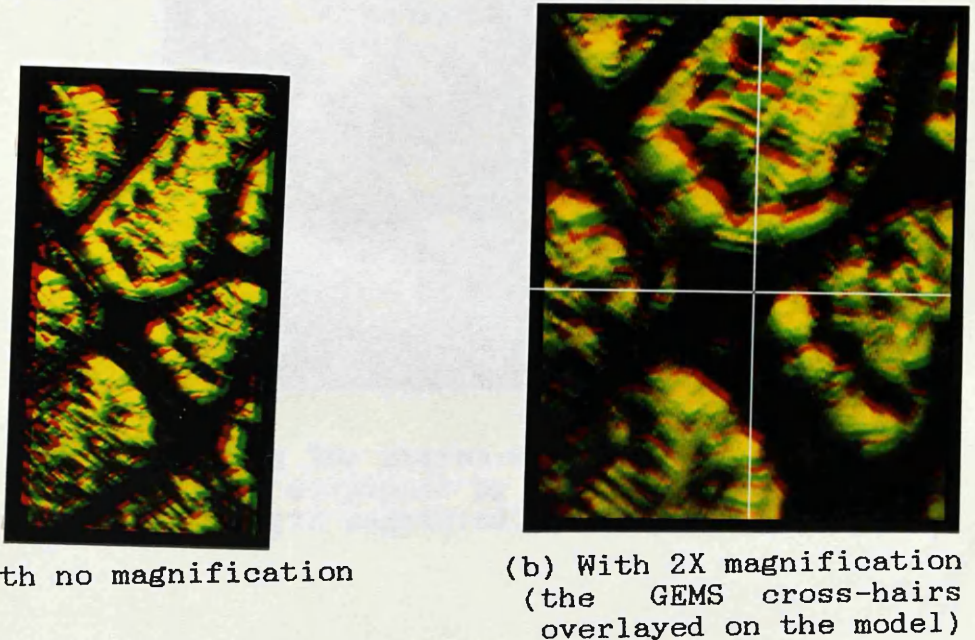 th no magnification
(b) With 2X magnification
(the GEMS cross-hairs
overlayed on the model)